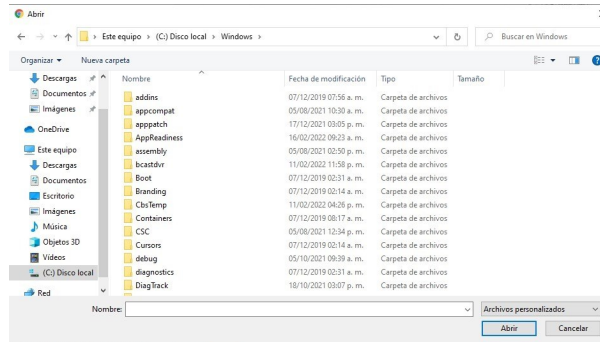 Abrir
Este equipo > (C:) Disco local > Windows >
Buscar en Windows
Organizar
Nueva carpeta
Descargas
Documentos
Imágenes
OneDrive
Este equipo
Descargas
Documentos
Escritorio
Imágenes
Música
Objetos 3D
Vídeos
(C:) Disco local
Red
Nombre Fecha de modificación Tipo Tamaño
addins 07/12/2019 07:56 a. m. Carpeta de archivos
appcompat 05/08/2021 10:30 a. m. Carpeta de archivos
apppatch 17/12/2021 03:05 p. m. Carpeta de archivos
AppReadiness 16/02/2022 09:23 a. m. Carpeta de archivos
assembly 05/08/2021 02:50 p. m. Carpeta de archivos
bcastdvr 11/02/2022 11:58 p. m. Carpeta de archivos
Boot 07/12/2019 02:31 a. m. Carpeta de archivos
Branding 07/12/2019 02:14 a. m. Carpeta de archivos
CbsTemp 11/02/2022 04:26 p. m. Carpeta de archivos
Containers 07/12/2019 08:17 a. m. Carpeta de archivos
CSC 05/08/2021 12:34 p. m. Carpeta de archivos
Cursors 07/12/2019 02:14 a. m. Carpeta de archivos
debug 05/10/2021 09:39 a. m. Carpeta de archivos
diagnostics 07/12/2019 02:31 a. m. Carpeta de archivos
DiagTrack 18/10/2021 03:07 p. m. Carpeta de archivos
Nombre:
Archivos personalizados
Abrir
Cancelar